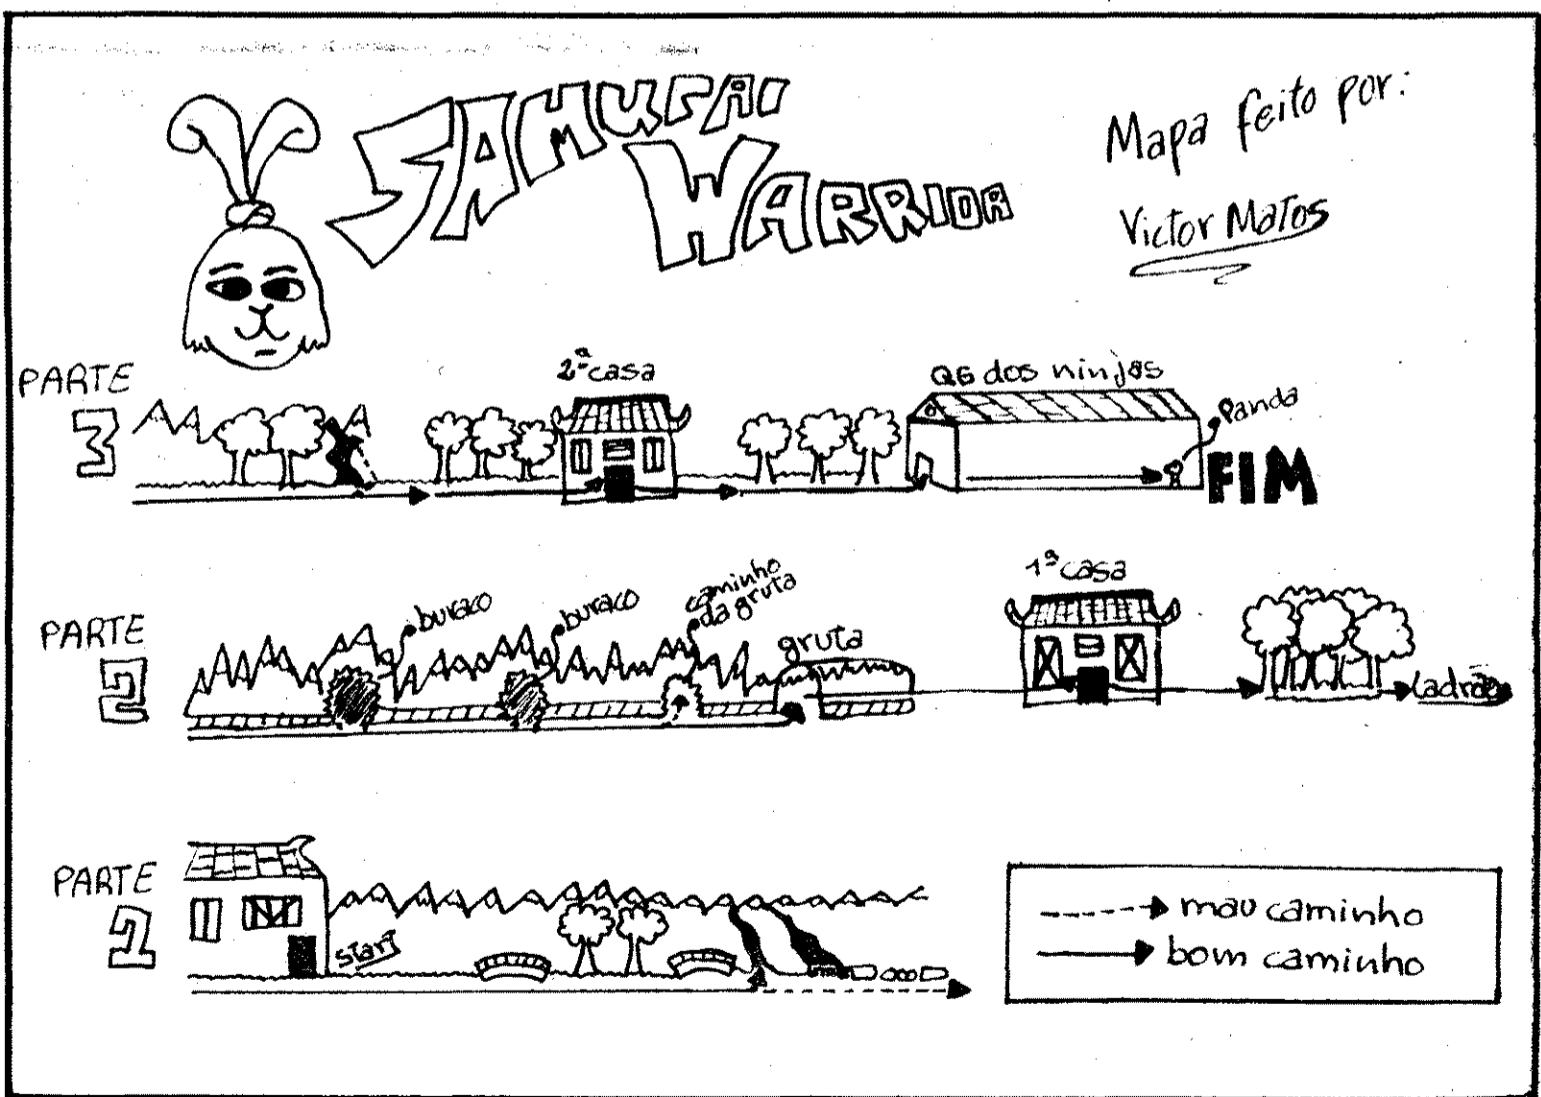 SAMURAI
WARRIOR
Mapa feito por:
Victor Matos
PARTE
3
2ª casa
QG dos ninjas
Panda
FIM
PARTE
2
buraco
buraco
caminho
da gruta
gruta
1ª casa
Ladrão
PARTE
1
start
mau caminho
bom caminho